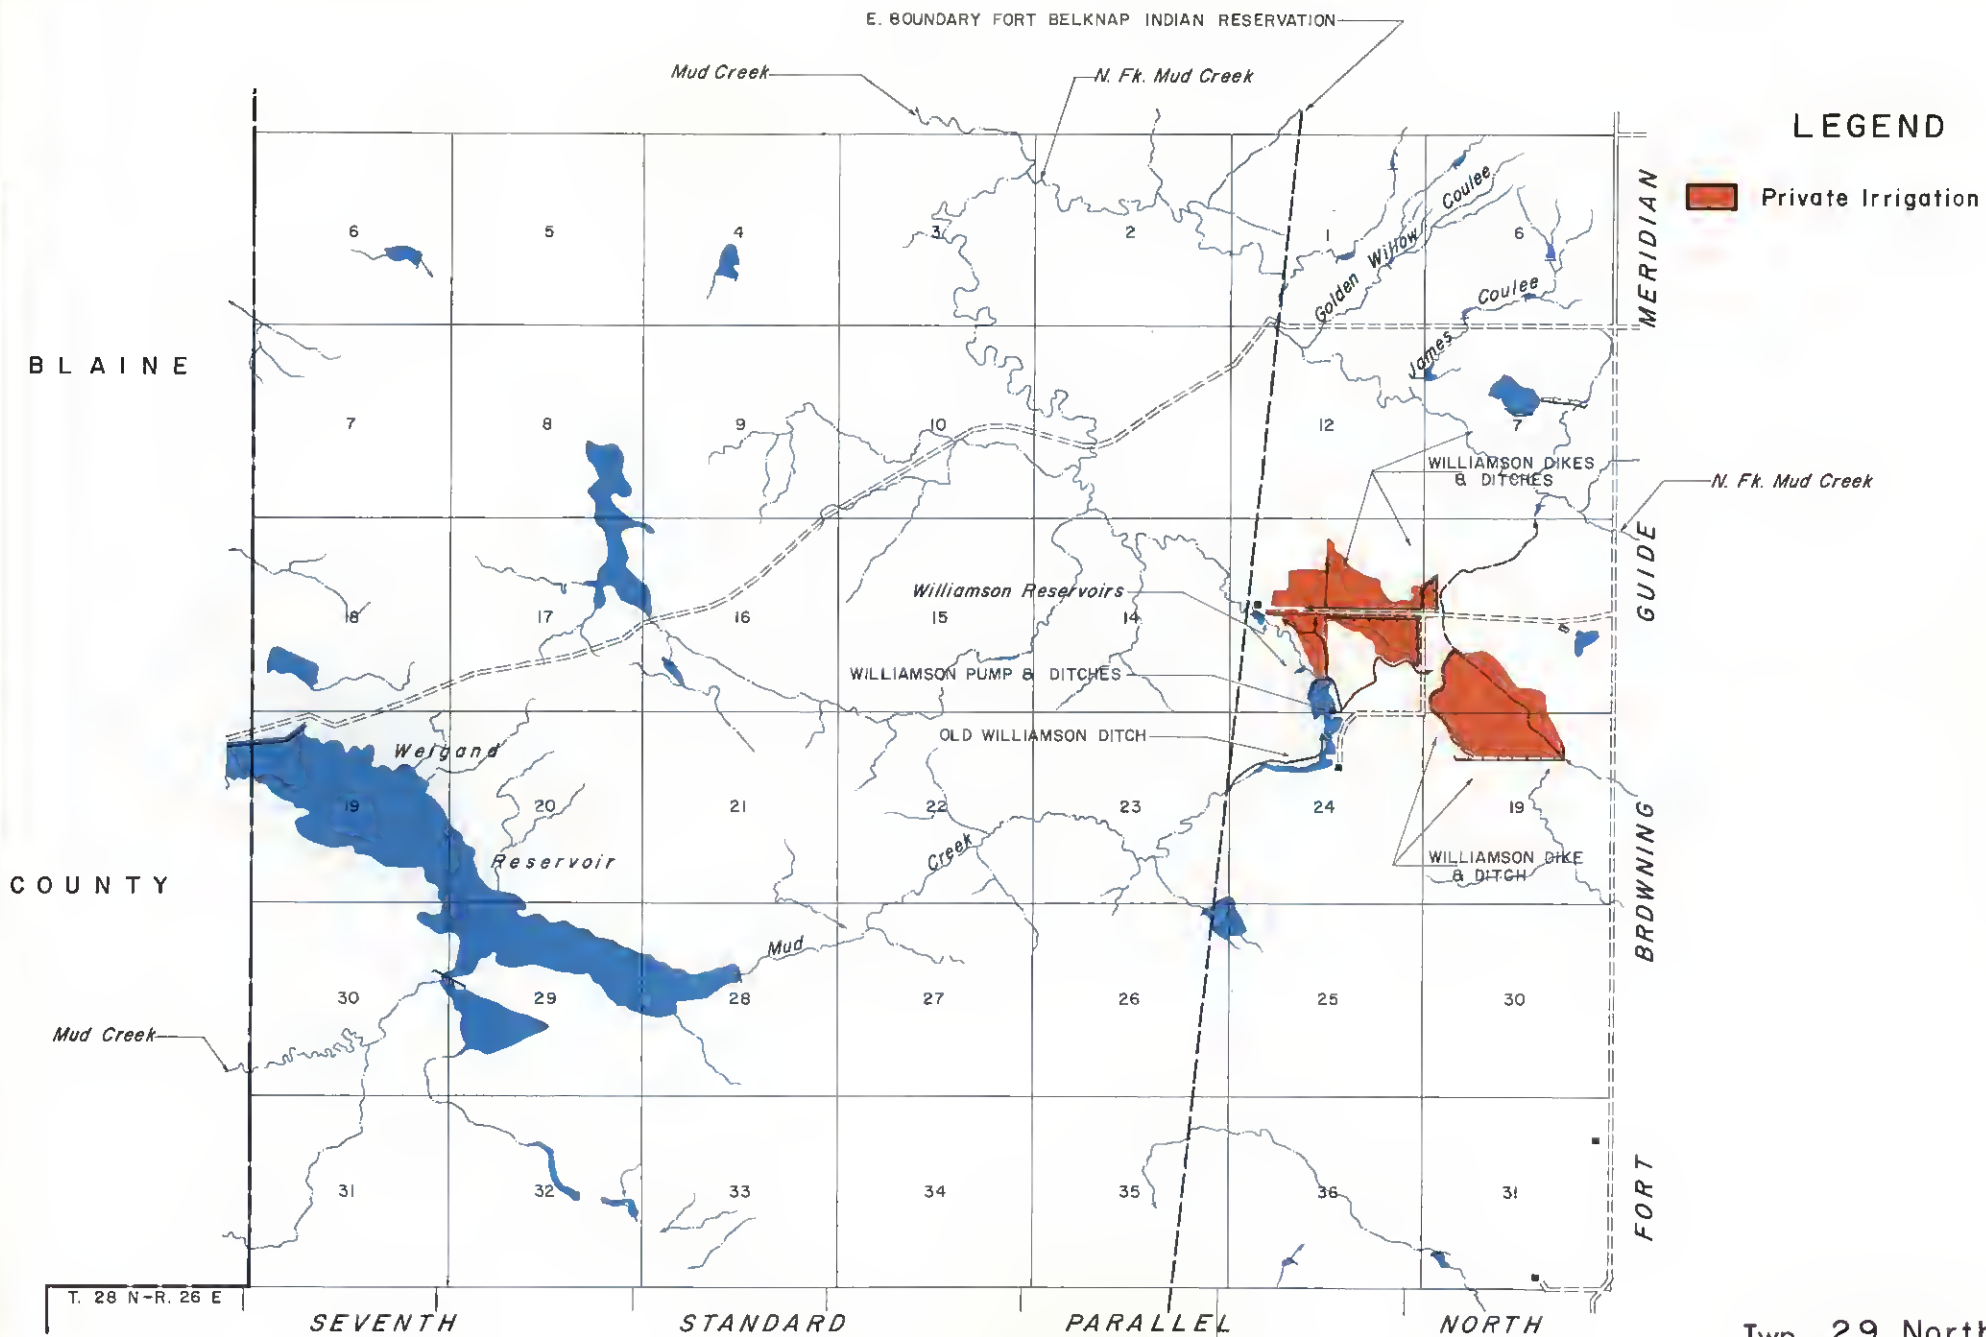 E. BOUNDARY FORT BELKNAP INDIAN RESERVATION
Mud Creek
N. Fk. Mud Creek
LEGEND
Private Irrigation
MERIDIAN
GUIDE
BROWNING
FORT
BLAINE
COUNTY
6
5
4
3
2
1
6
Golden Willow Coulee
James Coulee
7
8
9
10
12
7
WILLIAMSON DIKES
& DITCHES
N. Fk. Mud Creek
Williamson Reservoirs
18
17
16
15
14
WILLIAMSON PUMP & DITCHES
OLD WILLIAMSON DITCH
Weigand
Reservoir
19
20
21
22
23
24
19
Mud Creek
WILLIAMSON DIKE
& DITCH
30
29
28
27
26
25
30
Mud Creek
31
32
33
34
35
36
31
T. 28 N-R. 26 E
SEVENTH STANDARD PARALLEL NORTH
Twp. 29 North